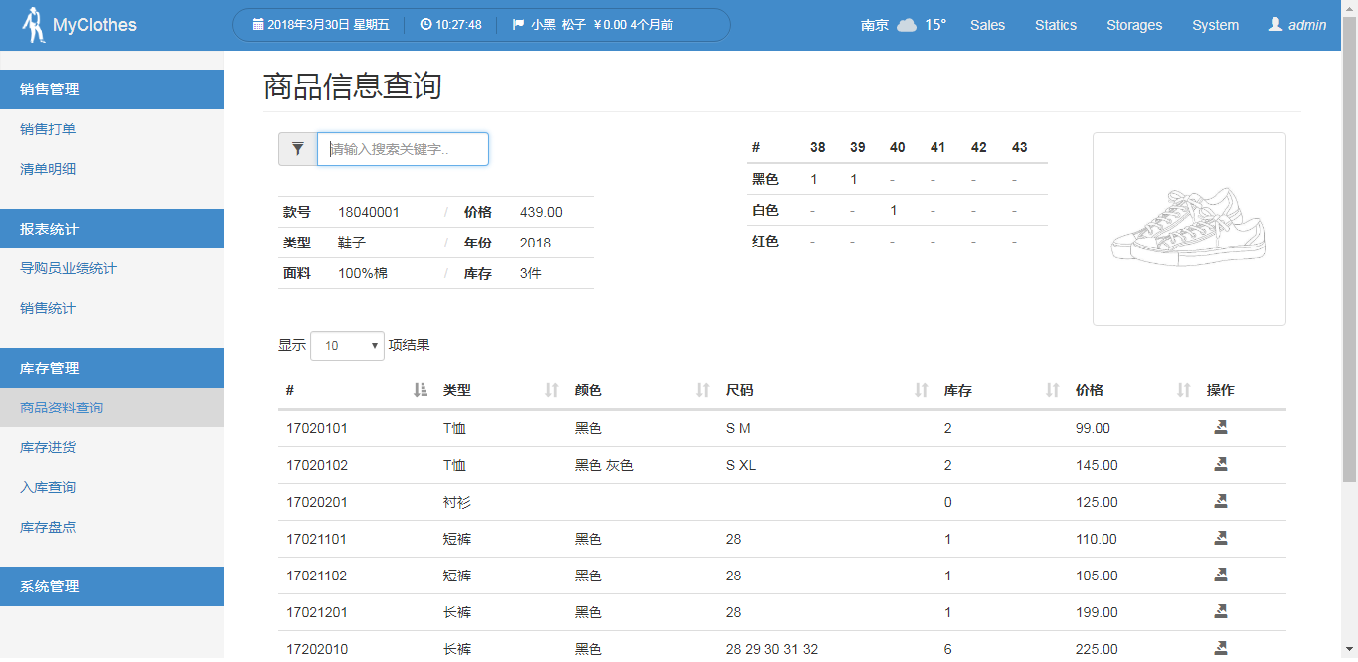 MyClothes 2018年3月30日 星期五 10:27:48 小黑 松子 ￥0.00 4个月前 南京 15° Sales Statics Storages System admin
销售管理
销售打单
清单明细
报表统计
导购员业绩统计
销售统计
库存管理
商品资料查询
库存进货
入库查询
库存盘点
系统管理
商品信息查询
请输入搜索关键字..
款号 18040001 / 价格 439.00
类型 鞋子 / 年份 2018
面料 100%棉 / 库存 3件
# 38 39 40 41 42 43
黑色 1 1 - - - -
白色 - - 1 - - -
红色 - - - - - -
显示 10 项结果
# 类型 颜色 尺码 库存 价格 操作
17020101 T恤 黑色 S M 2 99.00
17020102 T恤 黑色 灰色 S XL 2 145.00
17020201 衬衫 0 125.00
17021101 短裤 黑色 28 1 110.00
17021102 短裤 黑色 28 1 105.00
17021201 长裤 黑色 28 1 199.00
17202010 长裤 黑色 28 29 30 31 32 6 225.00